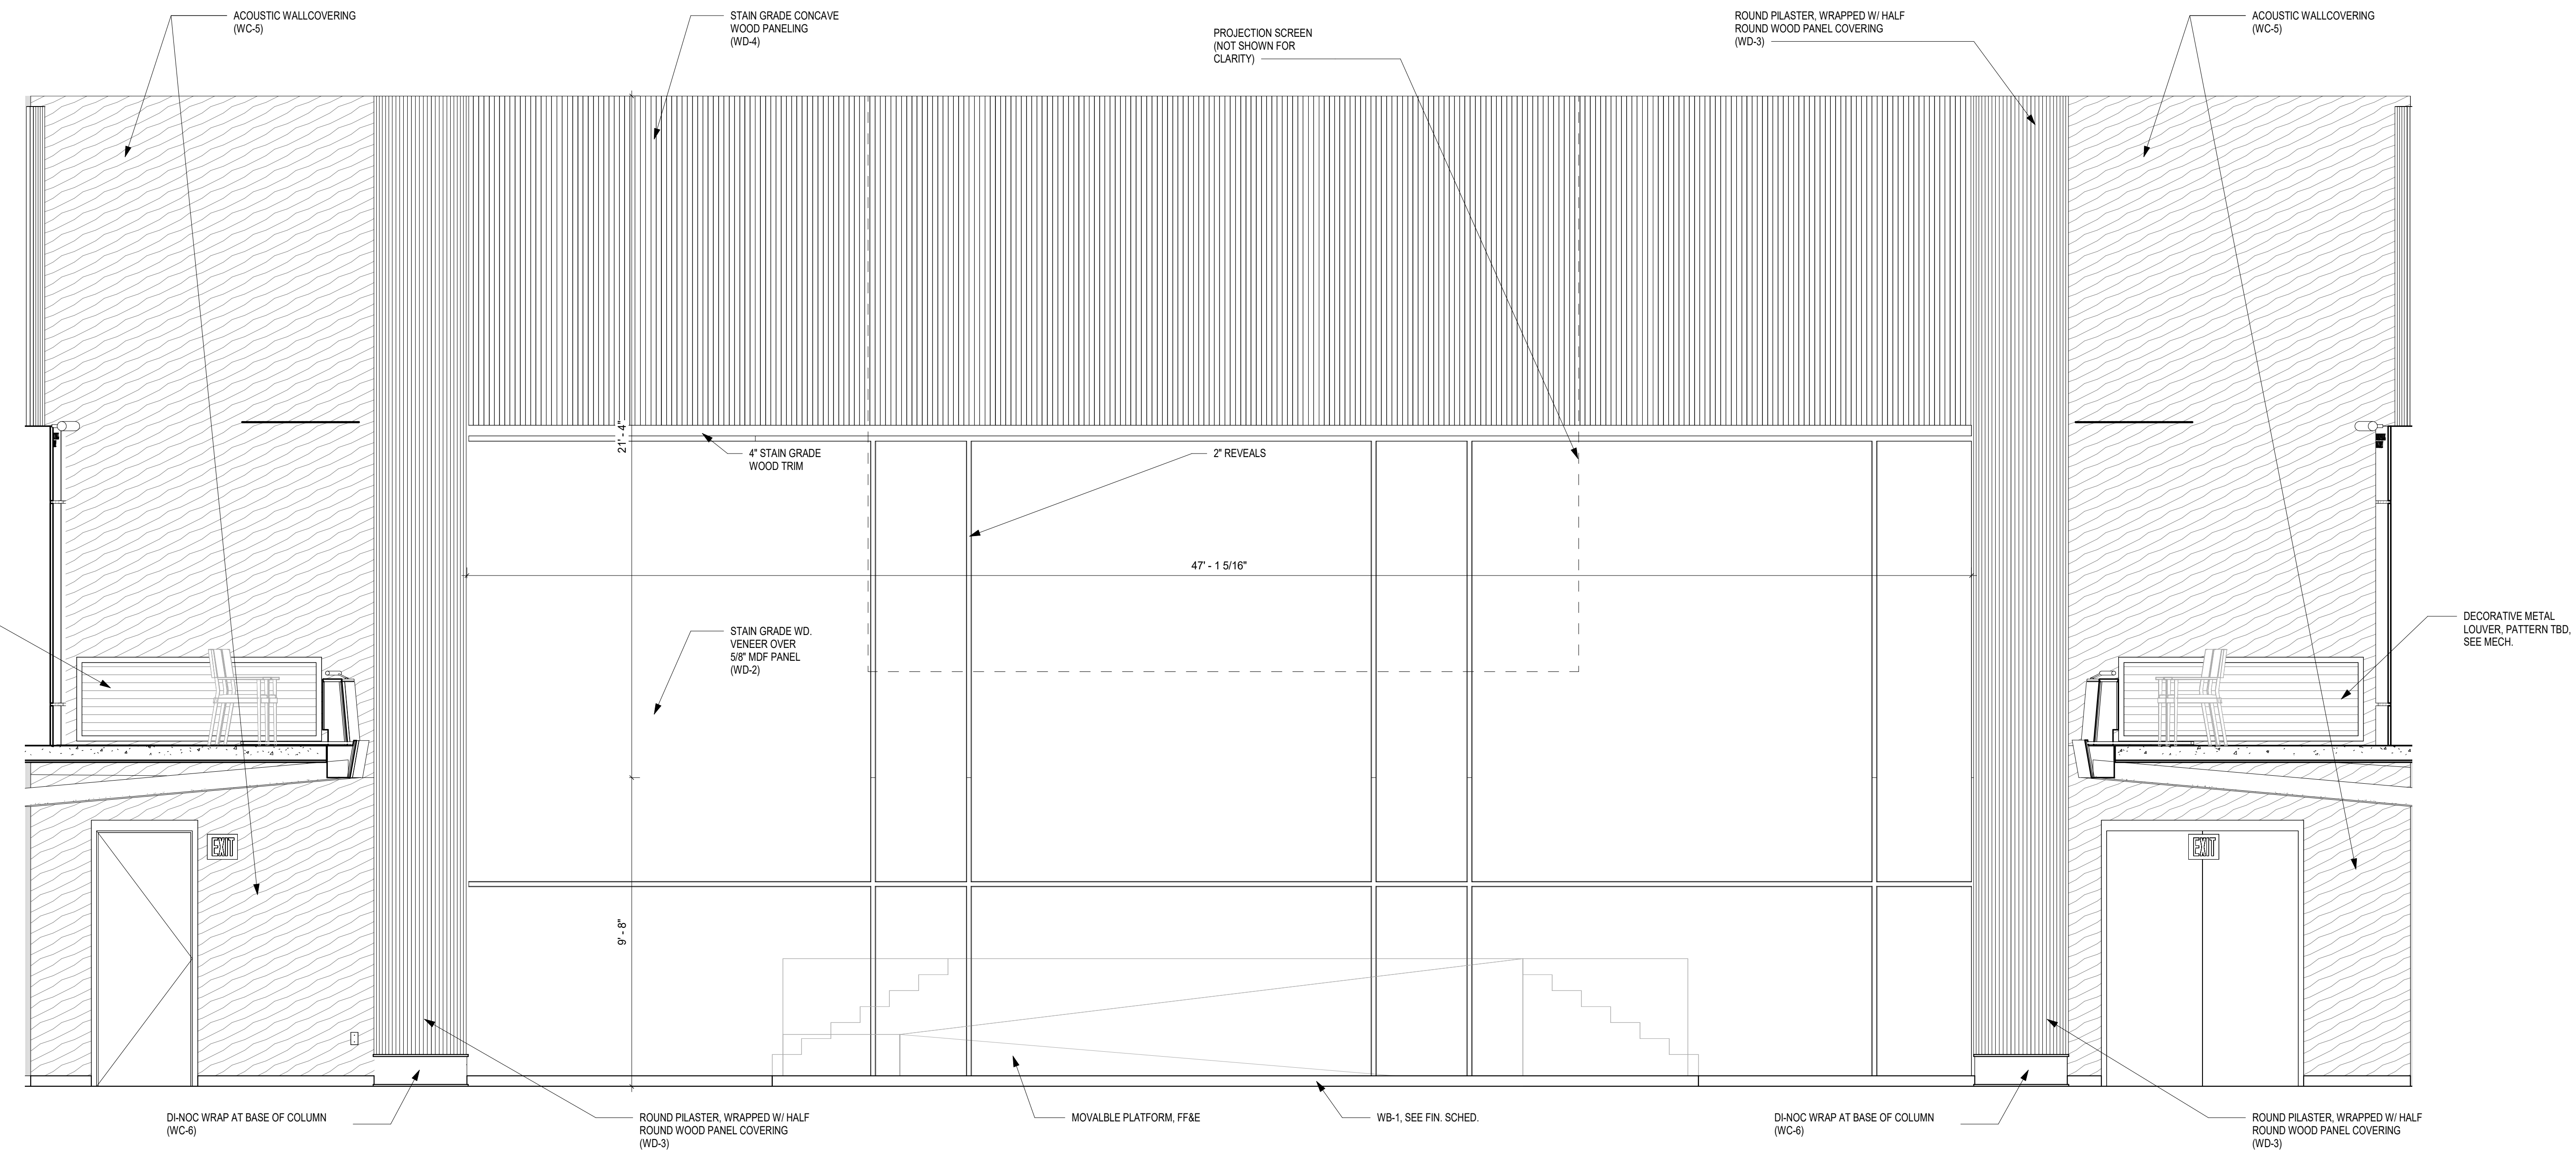 ACOUSTIC WALLCOVERING
(WC-5)
STAIN GRADE CONCAVE
WOOD PANELING
(WD-4)
PROJECTION SCREEN
(NOT SHOWN FOR
CLARITY)
ROUND PILASTER, WRAPPED W/ HALF
ROUND WOOD PANEL COVERING
(WD-3)
ACOUSTIC WALLCOVERING
(WC-5)
21' - 4"
4" STAIN GRADE
WOOD TRIM
2" REVEALS
47' - 1 5/16"
STAIN GRADE WD.
VENEER OVER
5/8" MDF PANEL
(WD-2)
DECORATIVE METAL
LOUVER, PATTERN TBD,
SEE MECH.
EXIT
EXIT
9' - 8"
DI-NOC WRAP AT BASE OF COLUMN
(WC-6)
ROUND PILASTER, WRAPPED W/ HALF
ROUND WOOD PANEL COVERING
(WD-3)
MOVALBLE PLATFORM, FF&E
WB-1, SEE FIN. SCHED.
DI-NOC WRAP AT BASE OF COLUMN
(WC-6)
ROUND PILASTER, WRAPPED W/ HALF
ROUND WOOD PANEL COVERING
(WD-3)